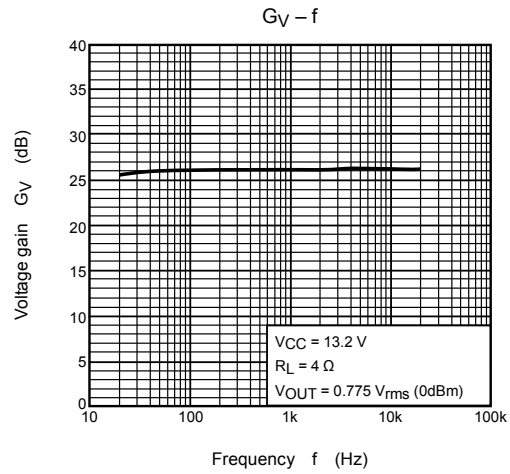 GV – f
Voltage gain GV (dB)
40
35
30
25
20
15
10
5
0
VCC = 13.2 V
RL = 4 Ω
VOUT = 0.775 Vrms (0dBm)
10 100 1k 10k 100k
Frequency f (Hz)